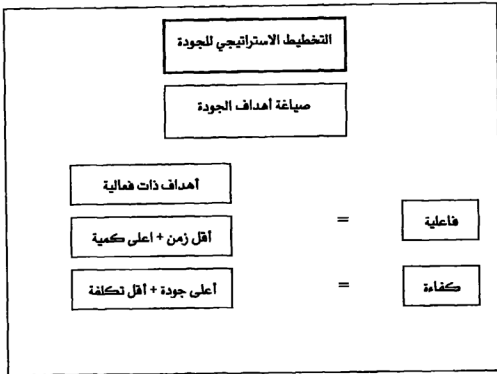 التخطيط الاستراتيجي للجودة
صياغة أهداف الجودة
أهداف ذات فعالية
فاعلية = أقل زمن + اعلى كمية
كفاءة = أعلى جودة + أقل تكلفة